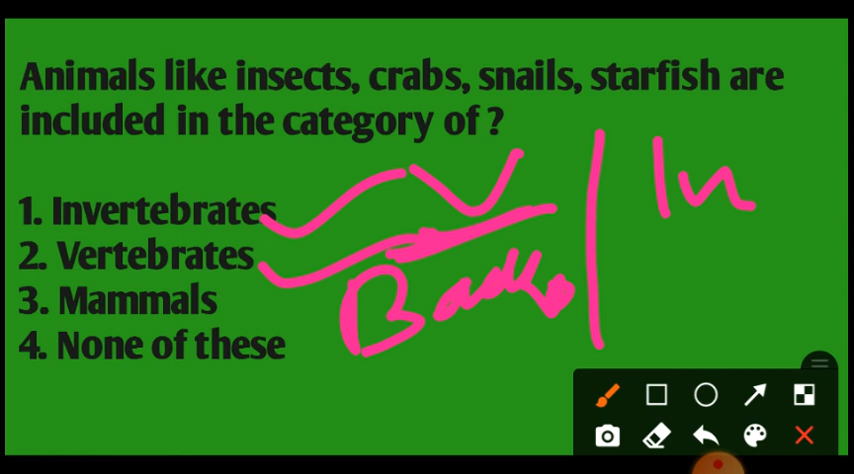 Animals like insects, crabs, snails, starfish are
included in the category of ?
1. Invertebrates
2. Vertebrates
3. Mammals
4. None of these
In